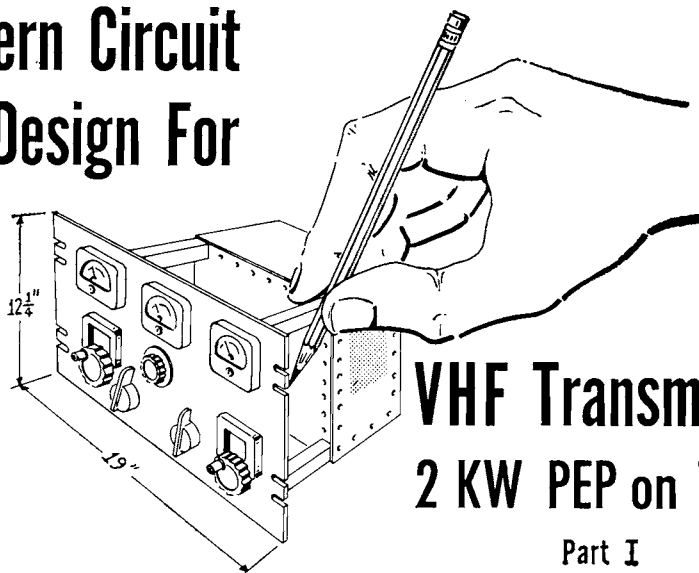 ern Circuit
Design For
12¼"
19"
VHF Transm
2 KW PEP on
Part I